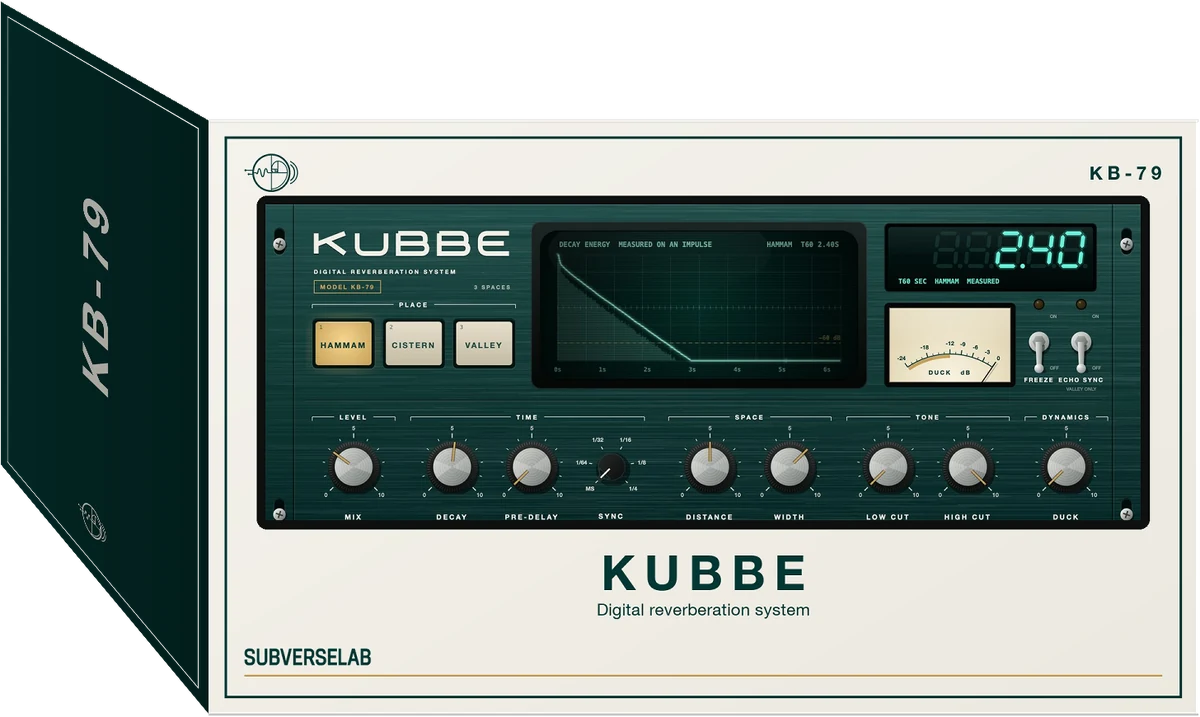 KB-79
KB-79
KUBBE
DIGITAL REVERBERATION SYSTEM
MODEL KB-79
3 SPACES
PLACE
1
HAMMAM
2
CISTERN
3
VALLEY
DECAY ENERGY MEASURED ON AN IMPULSE
HAMMAM T60 2.40S
-60 dB
0s 1s 2s 3s 4s 5s 6s
2.40
T60 SEC HAMMAM MEASURED
-24 -18 -12 -9 -6 -3 0
DUCK dB
ON ON
OFF OFF
FREEZE ECHO SYNC
VALLEY ONLY
LEVEL
5
0 10
MIX
TIME
5
0 10
DECAY
5
0 10
PRE-DELAY
1/32 1/16
1/64 1/8
MS 1/4
SYNC
SPACE
5
0 10
DISTANCE
5
0 10
WIDTH
TONE
5
0 10
LOW CUT
5
0 10
HIGH CUT
DYNAMICS
5
0 10
DUCK
KUBBE
Digital reverberation system
SUBVERSELAB